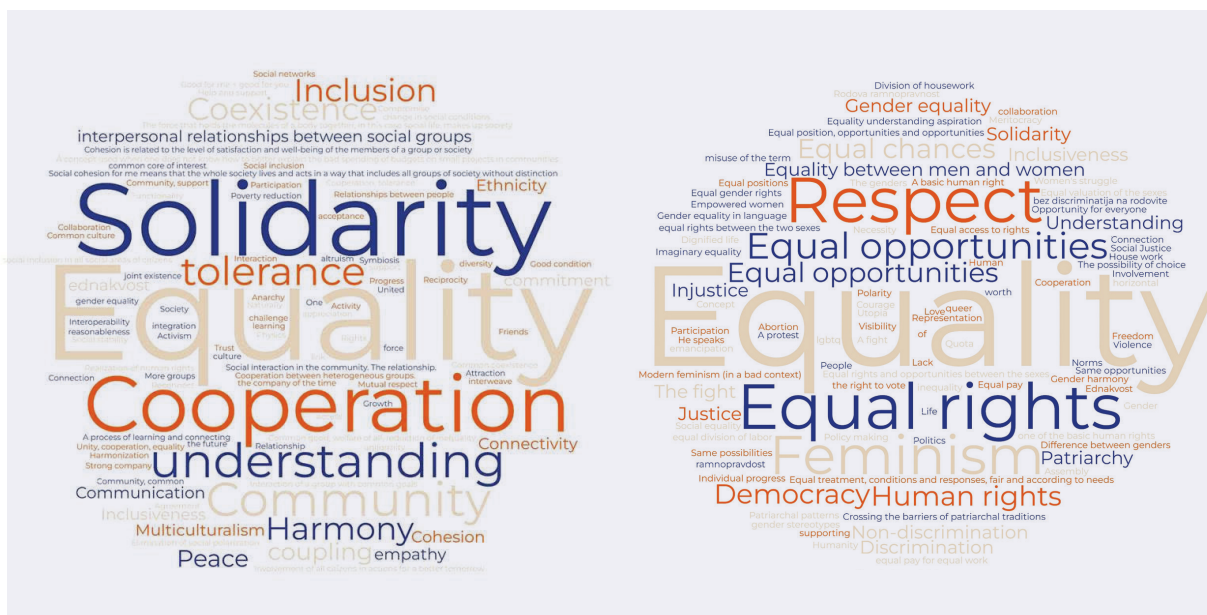 Social networks
Inclusion
Coexistence
interpersonal relationships between social groups
Cohesion is related to the level of satisfaction and well-being of the members of a group or society
common core of interest
Social inclusion
Social cohesion for me means that the whole society lives and acts in a way that includes all groups of society without distinction
Community, support
Participation
Poverty reduction
Relationships between people
Ethnicity
Solidarity
acceptance
Collaboration
Common culture
Interaction
altruism
Symbiosis
diversity
Good condition
joint existence
tolerance
Progress
United
Reciprocity
commitment
ednakvost
gender equality
Anarchy
One
Activity
Society
Equality
challenge
learning
Interoperability
reasonableness
integration
Activism
Friends
Trust
culture
force
Social interaction in the community. The relationship.
Connection
More groups
Cooperation between heterogeneous groups.
the company of the time
Mutual respect
Attraction
Interweave
Cooperation
Growth
A process of learning and connecting
Unity, cooperation, equality
the future
Relationship
Connectivity
Harmonization
Strong company
understanding
Community, common
Communication
Community
Inclusiveness
Multiculturalism
Harmony
Cohesion
coupling
empathy
Peace
Division of housework
Rodova ramnopravnost
Gender equality
collaboration
Equality understanding aspiration
Meritocracy
Equal position, opportunities and opportunities
Solidarity
Equal chances
Inclusiveness
misuse of the term
Equality between men and women
Equal positions
The genders
A basic human right
Women's struggle
Equal valuation of the sexes
Equal gender rights
Empowered women
Respect
bez discriminatija na rodovite
Opportunity for everyone
Gender equality in language
Understanding
equal rights between the two sexes
Necessity
Equal access to rights
Dignified life
Imaginary equality
Equal opportunities
Connection
Social Justice
House work
The possibility of choice
Involvement
Equal opportunities
Human
Cooperation
horizontal
Injustice
Polarity
worth
Concept
Courage
Utopia
Love
queer
Representation
Equality
Participation
He speaks
emancipation
Abortion
A protest
Visibility
of
lgbtq
A fight
Quota
Freedom
Violence
People
Lack
Norms
Same opportunities
Modern feminism (in a bad context)
Equal rights and opportunities between the sexes
Gender harmony
Ednakvost
The fight
the right to vote
inequality
Equal pay
Justice
Equal rights
Life
Gender
Social equality
equal division of labor
Policy making
Politics
one of the basic human rights
Difference between genders
Same possibilities
ramnopravdost
Feminism
Patriarchy
Assembly
Individual progress
Equal treatment, conditions and responses, fair and according to needs
Democracy
Human rights
Patriarchal patterns
gender stereotypes
Crossing the barriers of patriarchal traditions
supporting
Non-discrimination
Humanity
Discrimination
equal pay for equal work